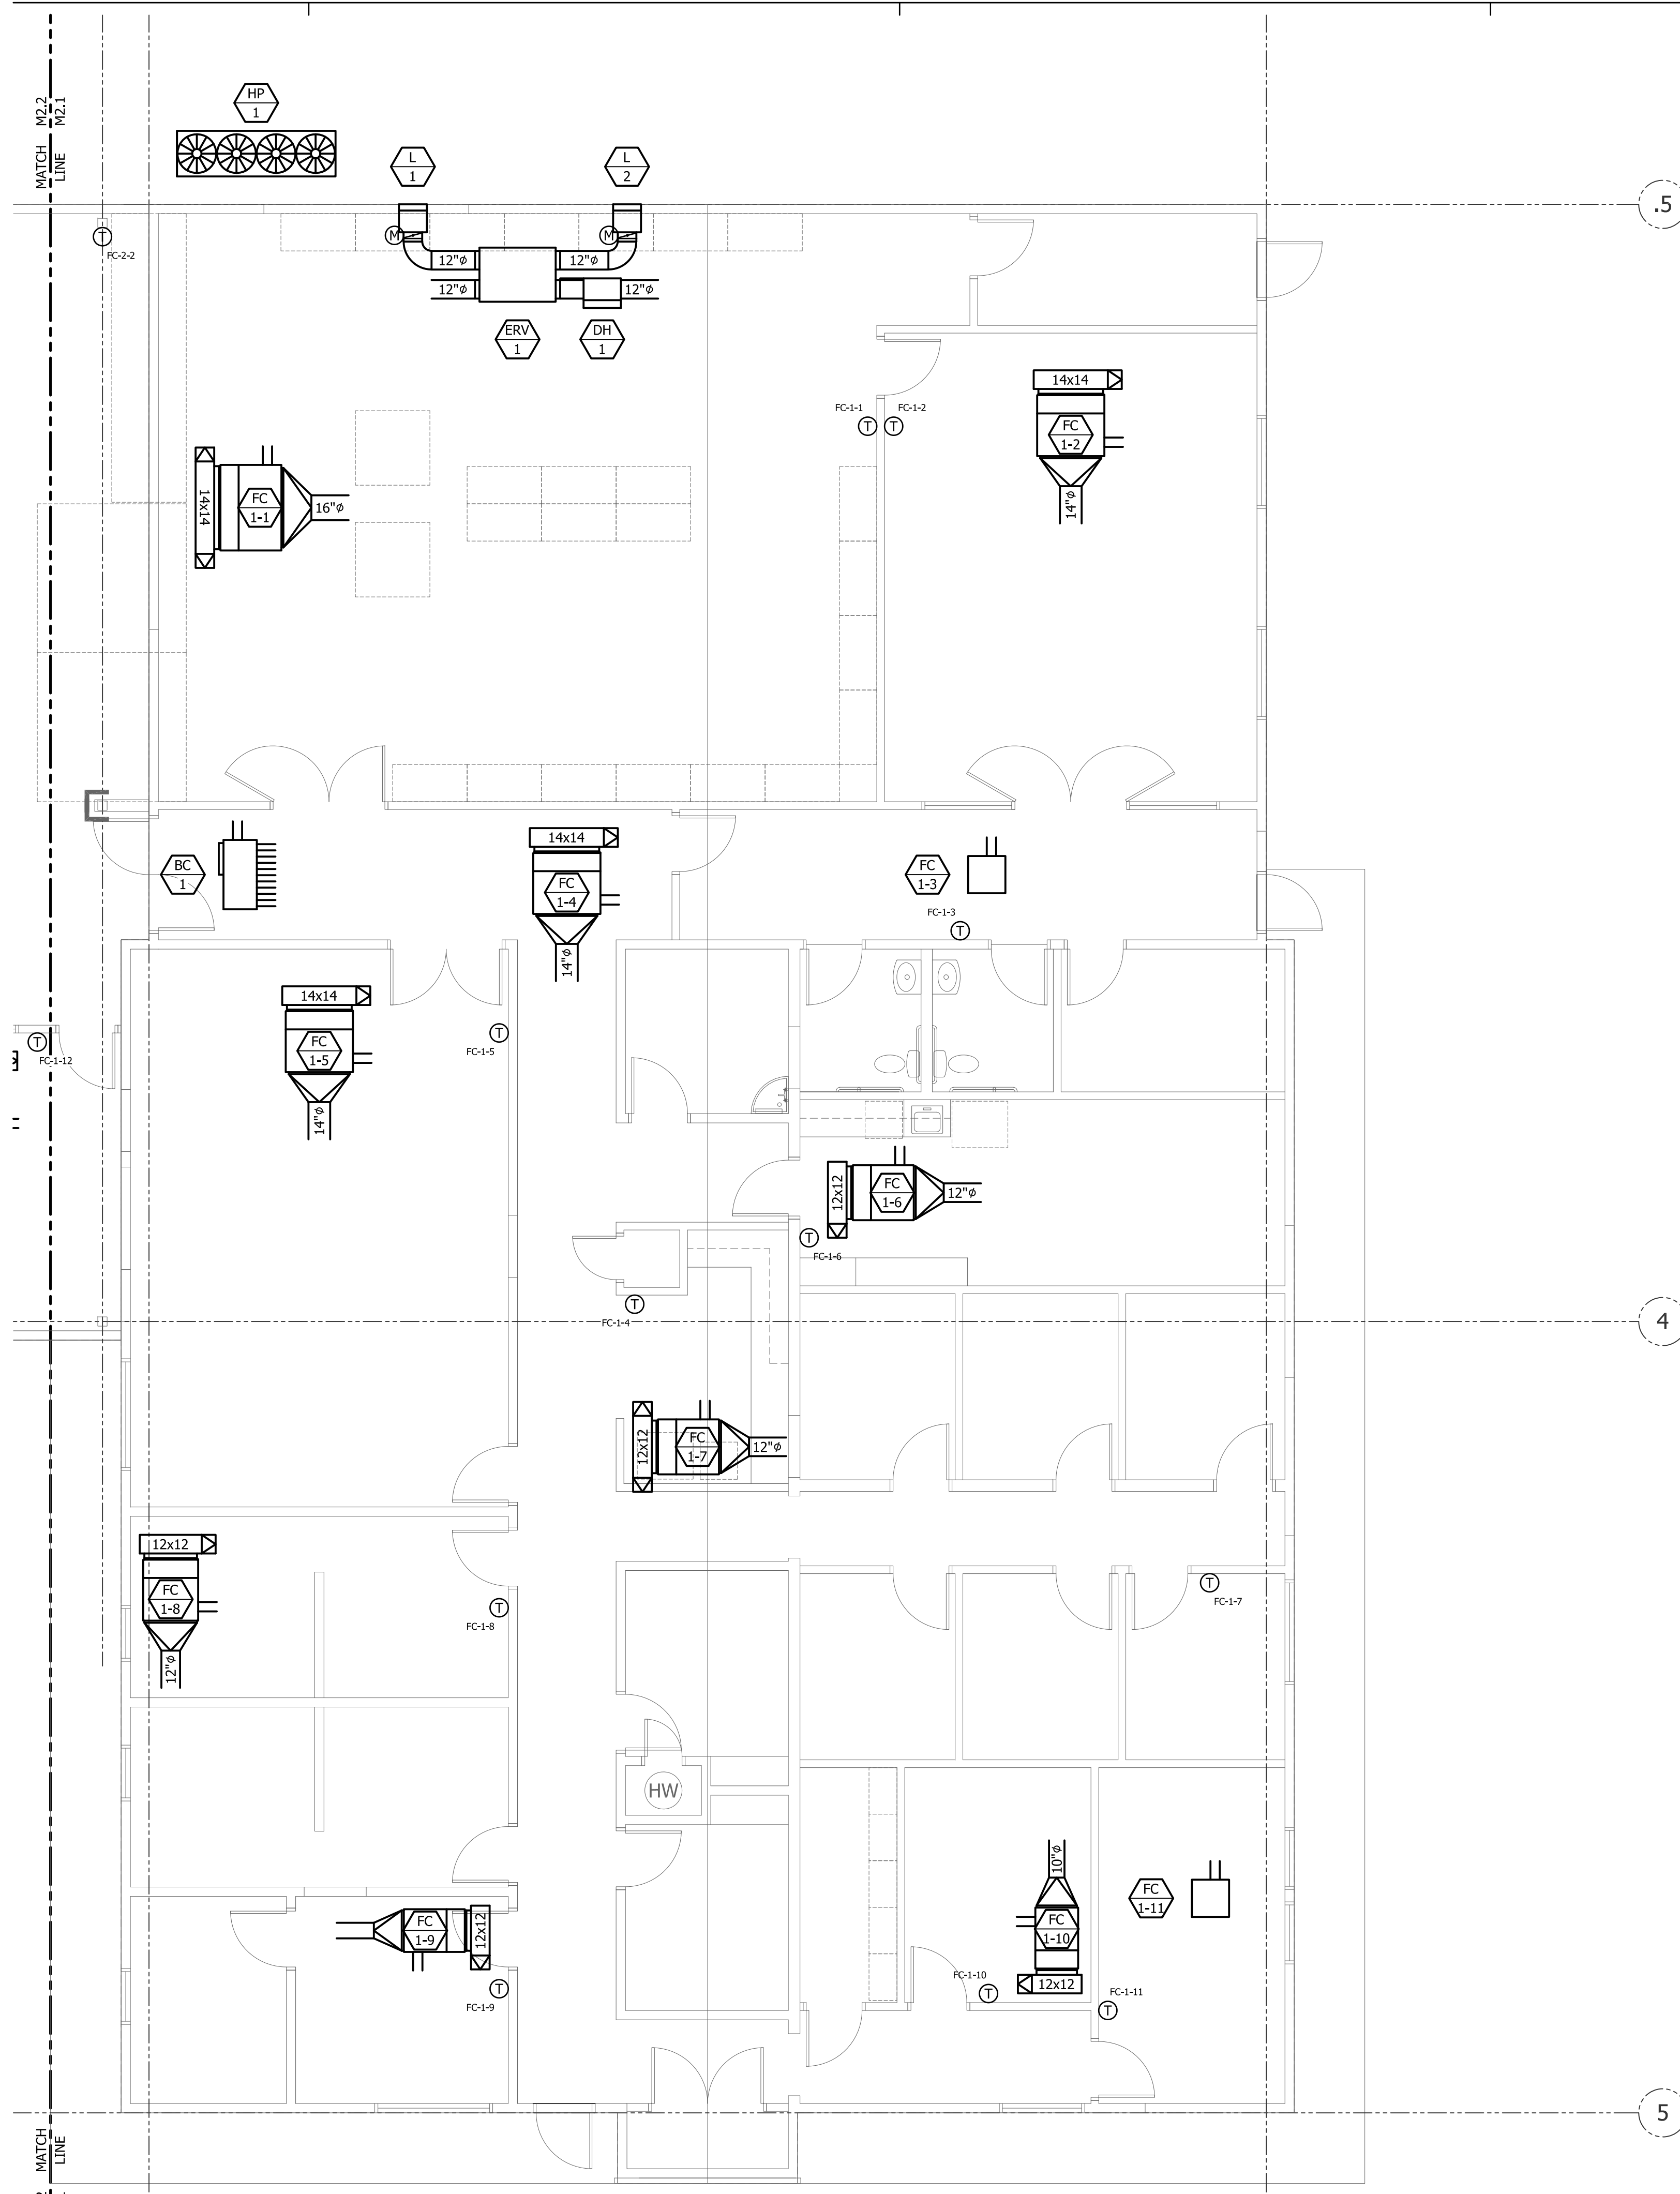 M2.2
M2.1
MATCH
LINE
HP
1
L
1
L
2
.5
T
FC-2-2
M
M
12"ϕ
12"ϕ
12"ϕ
12"ϕ
ERV
1
DH
1
14x14
FC-1-1
FC-1-2
T
T
FC
1-2
14"ϕ
14x14
FC
1-1
16"ϕ
14x14
BC
1
FC
1-4
14"ϕ
FC
1-3
FC-1-3
T
14x14
T
FC-1-5
FC
1-5
14"ϕ
T
FC-1-12
12x12
FC
1-6
12"ϕ
T
FC-1-6
T
FC-1-4
4
12x12
FC
1-7
12"ϕ
12x12
FC
1-8
12"ϕ
T
FC-1-8
T
FC-1-7
HW
10"ϕ
FC
1-10
12x12
FC
1-11
FC
1-9
12x12
T
FC-1-9
FC-1-10
T
FC-1-11
T
5
MATCH
LINE